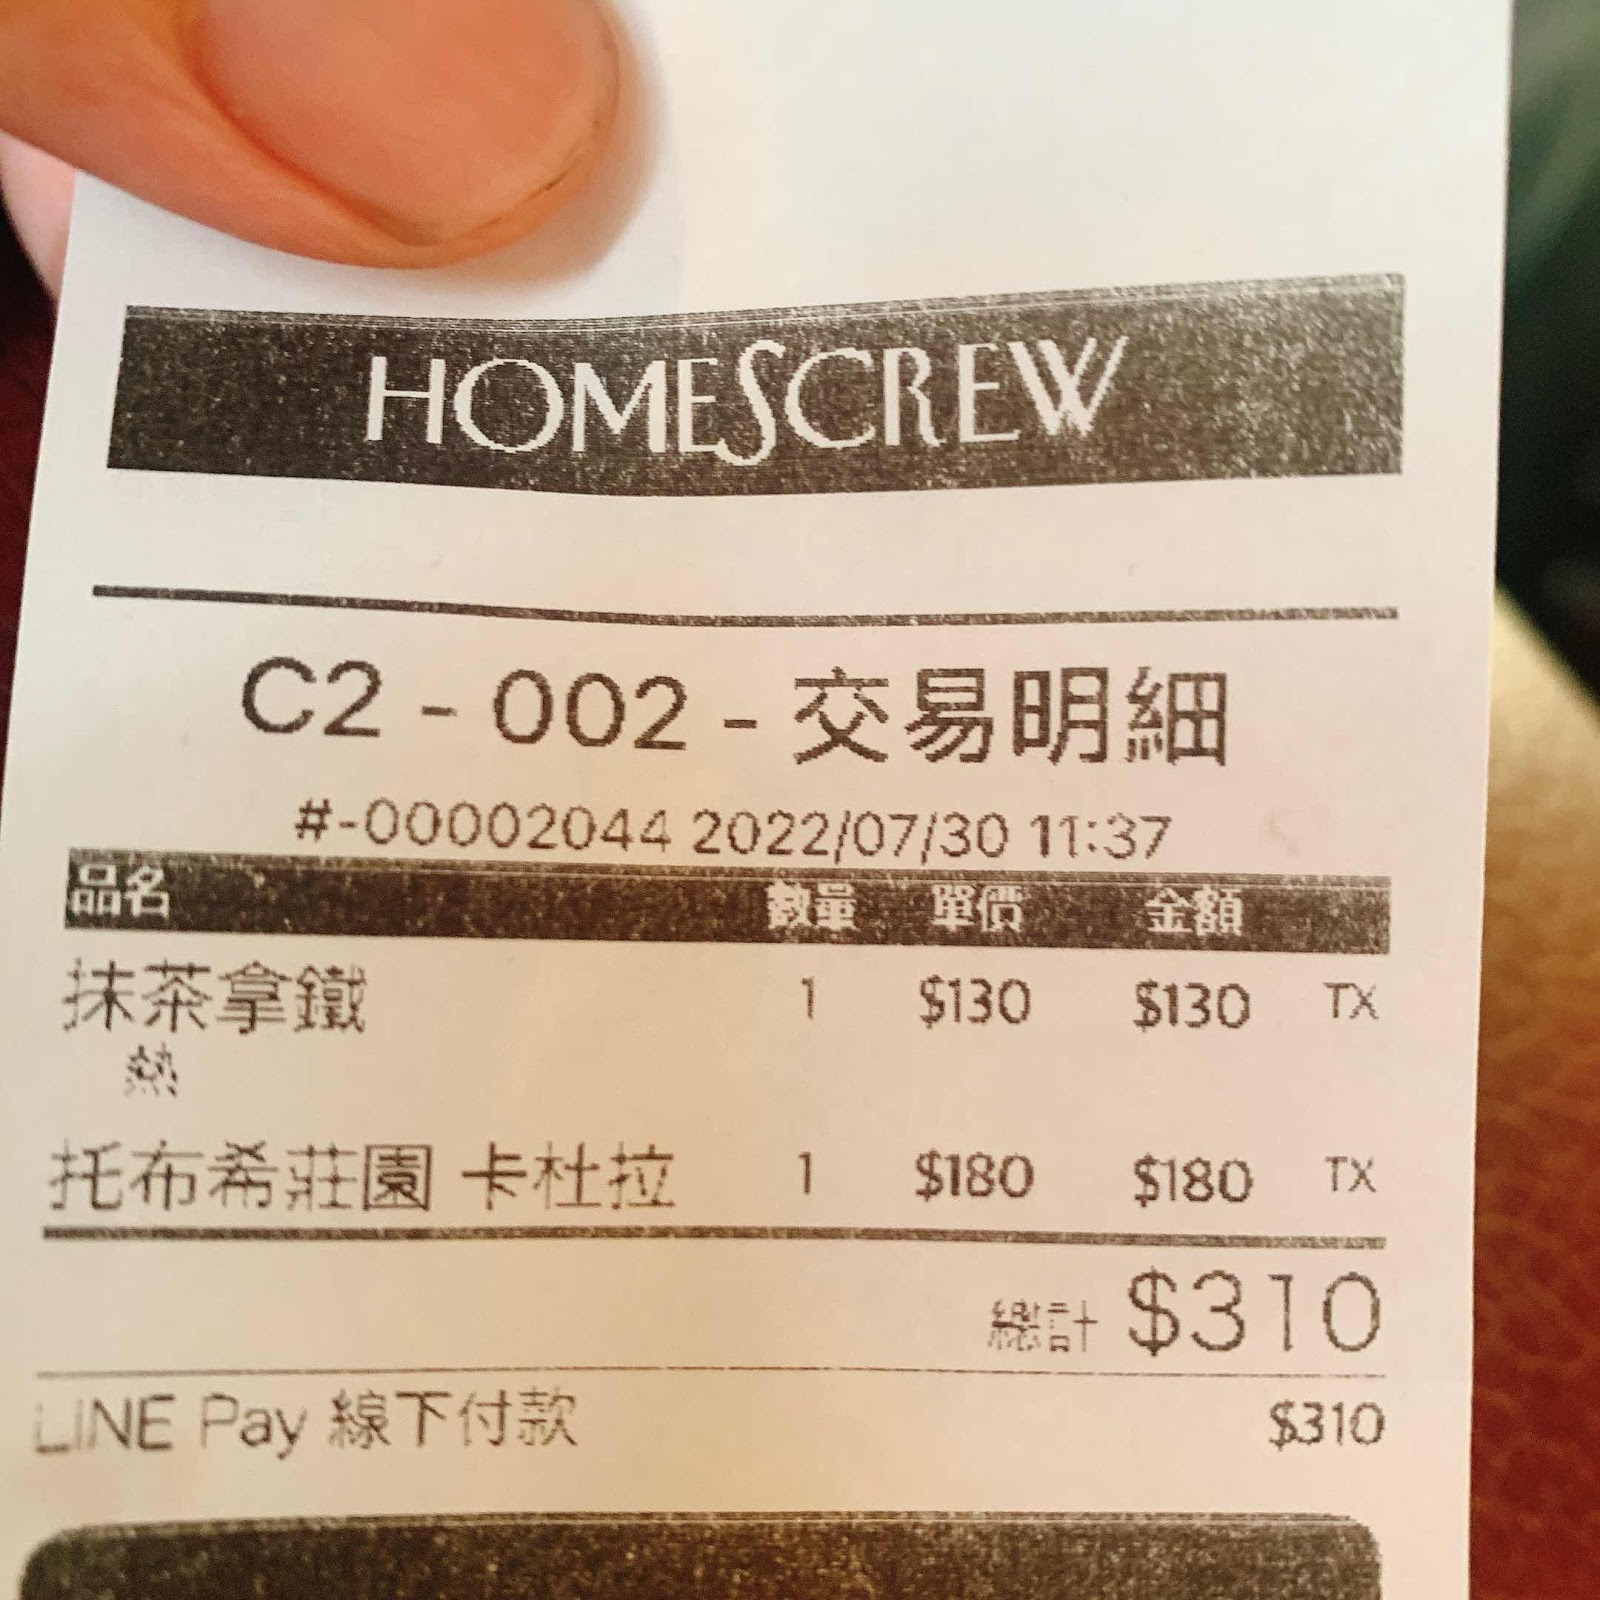 HOMESCREW
C2 - 002 - 交易明細
#-00002044 2022/07/30 11:37
品名 數量 單價 金額
抹茶拿鐵 1 $130 $130 TX
熱
托布希莊園 卡杜拉 1 $180 $180 TX
總計 $310
LINE Pay 線下付款 $310